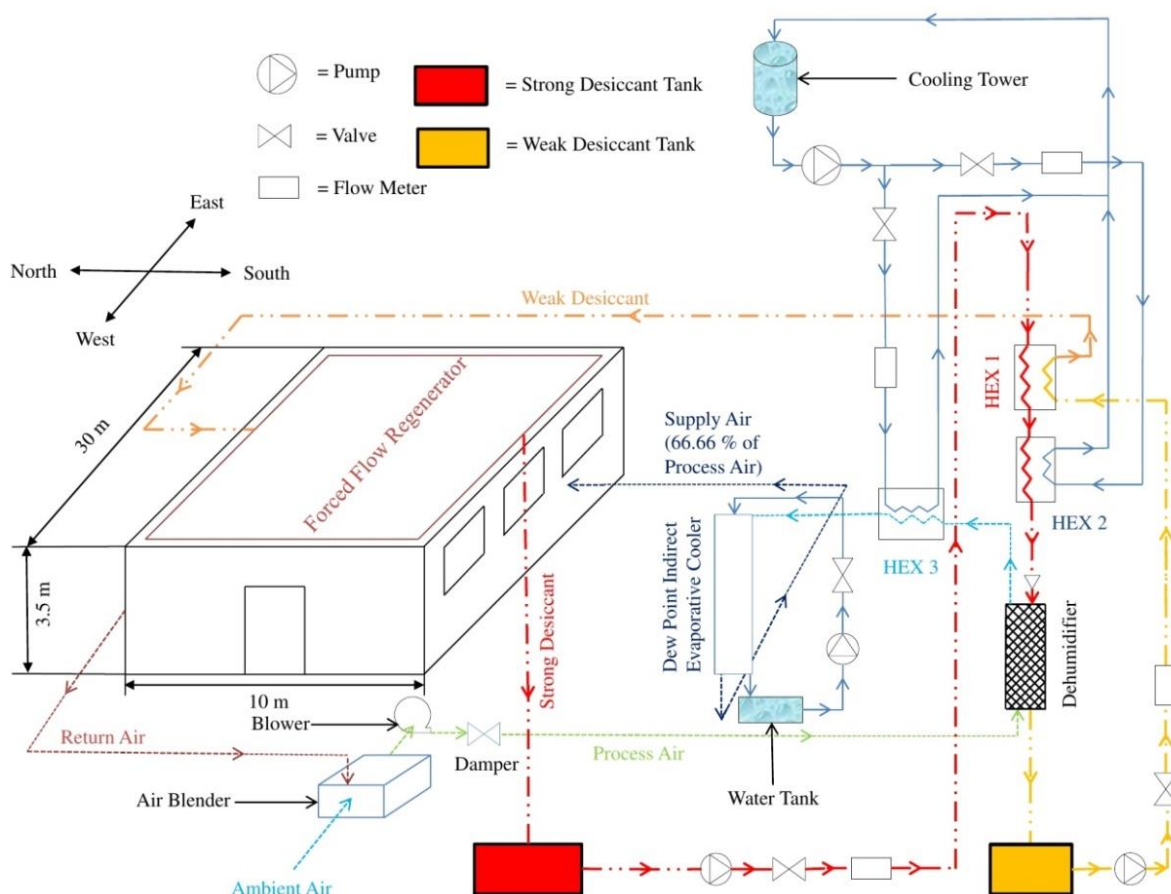 = Pump
= Strong Desiccant Tank
= Valve
= Weak Desiccant Tank
= Flow Meter
Cooling Tower
East
North
South
West
Weak Desiccant
HEX 1
Forced Flow Regenerator
30 m
Supply Air
(66.66 % of
Process Air)
HEX 2
HEX 3
Dew Point Indirect
Evaporative Cooler
3.5 m
Strong Desiccant
Dehumidifier
10 m
Blower
Return Air
Damper
Process Air
Air Blender
Water Tank
Ambient Air